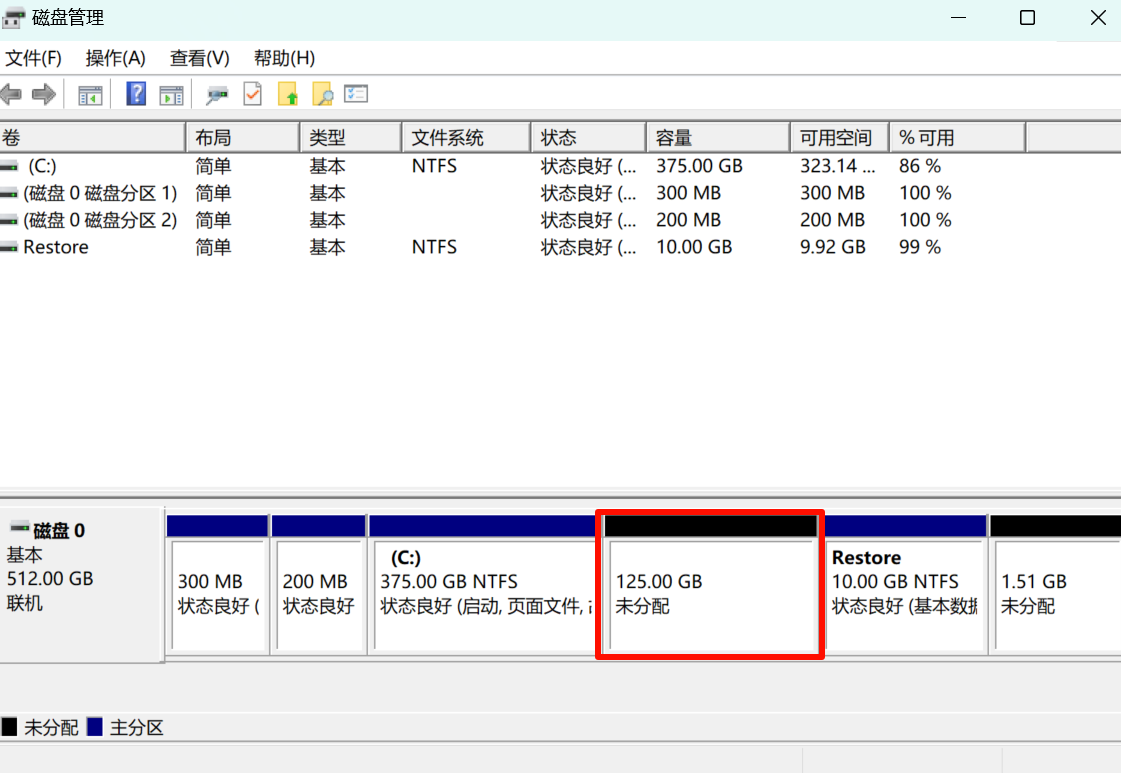 磁盘管理
文件(F) 操作(A) 查看(V) 帮助(H)
卷 布局 类型 文件系统 状态 容量 可用空间 % 可用
(C:) 简单 基本 NTFS 状态良好 (... 375.00 GB 323.14 ... 86 %
(磁盘 0 磁盘分区 1) 简单 基本 状态良好 (... 300 MB 300 MB 100 %
(磁盘 0 磁盘分区 2) 简单 基本 状态良好 (... 200 MB 200 MB 100 %
Restore 简单 基本 NTFS 状态良好 (... 10.00 GB 9.92 GB 99 %
磁盘 0
基本
512.00 GB
联机
300 MB
状态良好 (
200 MB
状态良好
(C:)
375.00 GB NTFS
状态良好 (启动, 页面文件,
125.00 GB
未分配
Restore
10.00 GB NTFS
状态良好 (基本数据
1.51 GB
未分配
未分配 主分区